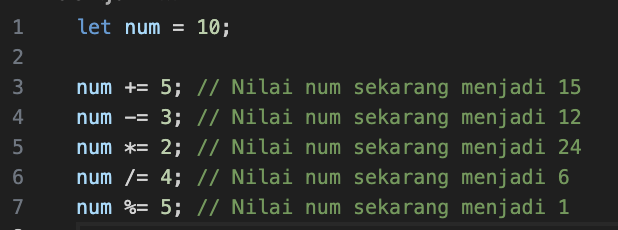 1 let num = 10;
2
3 num += 5; // Nilai num sekarang menjadi 15
4 num -= 3; // Nilai num sekarang menjadi 12
5 num *= 2; // Nilai num sekarang menjadi 24
6 num /= 4; // Nilai num sekarang menjadi 6
7 num %= 5; // Nilai num sekarang menjadi 1